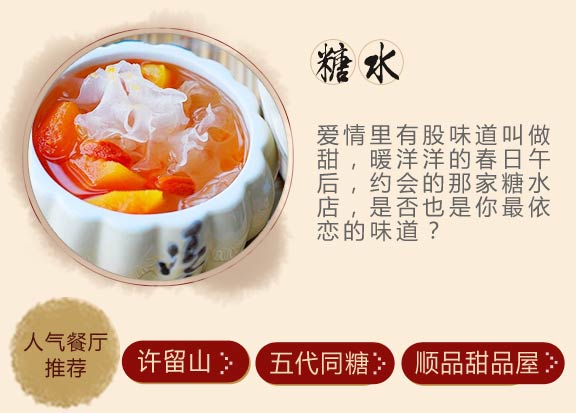 糖水
爱情里有股味道叫做
甜，暖洋洋的春日午
后，约会的那家糖水
店，是否也是你最依
恋的味道？
人气餐厅
推荐
许留山
五代同糖
顺品甜品屋